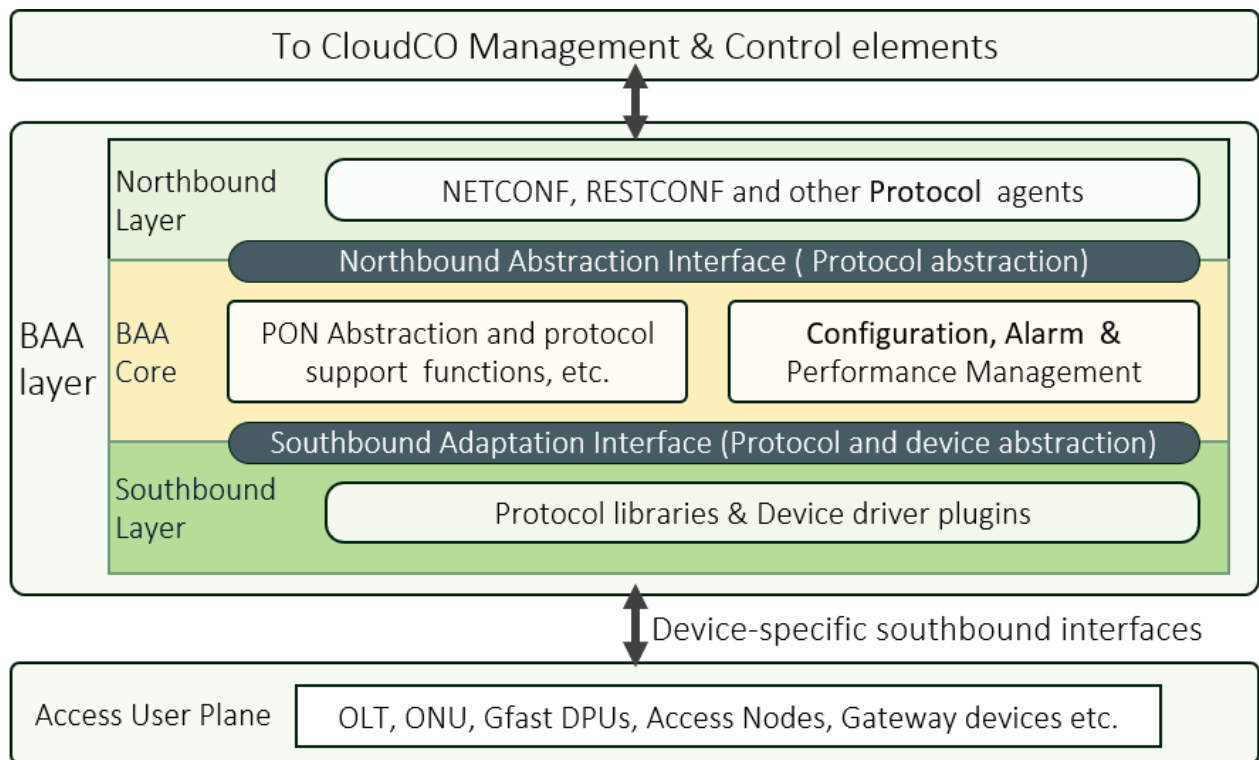 To CloudCO Management & Control elements
Northbound
Layer
NETCONF, RESTCONF and other Protocol agents
Northbound Abstraction Interface ( Protocol abstraction)
BAA
layer
BAA
Core
PON Abstraction and protocol
support functions, etc.
Configuration, Alarm &
Performance Management
Southbound Adaptation Interface (Protocol and device abstraction)
Southbound
Layer
Protocol libraries & Device driver plugins
Device-specific southbound interfaces
Access User Plane
OLT, ONU, Gfast DPUs, Access Nodes, Gateway devices etc.